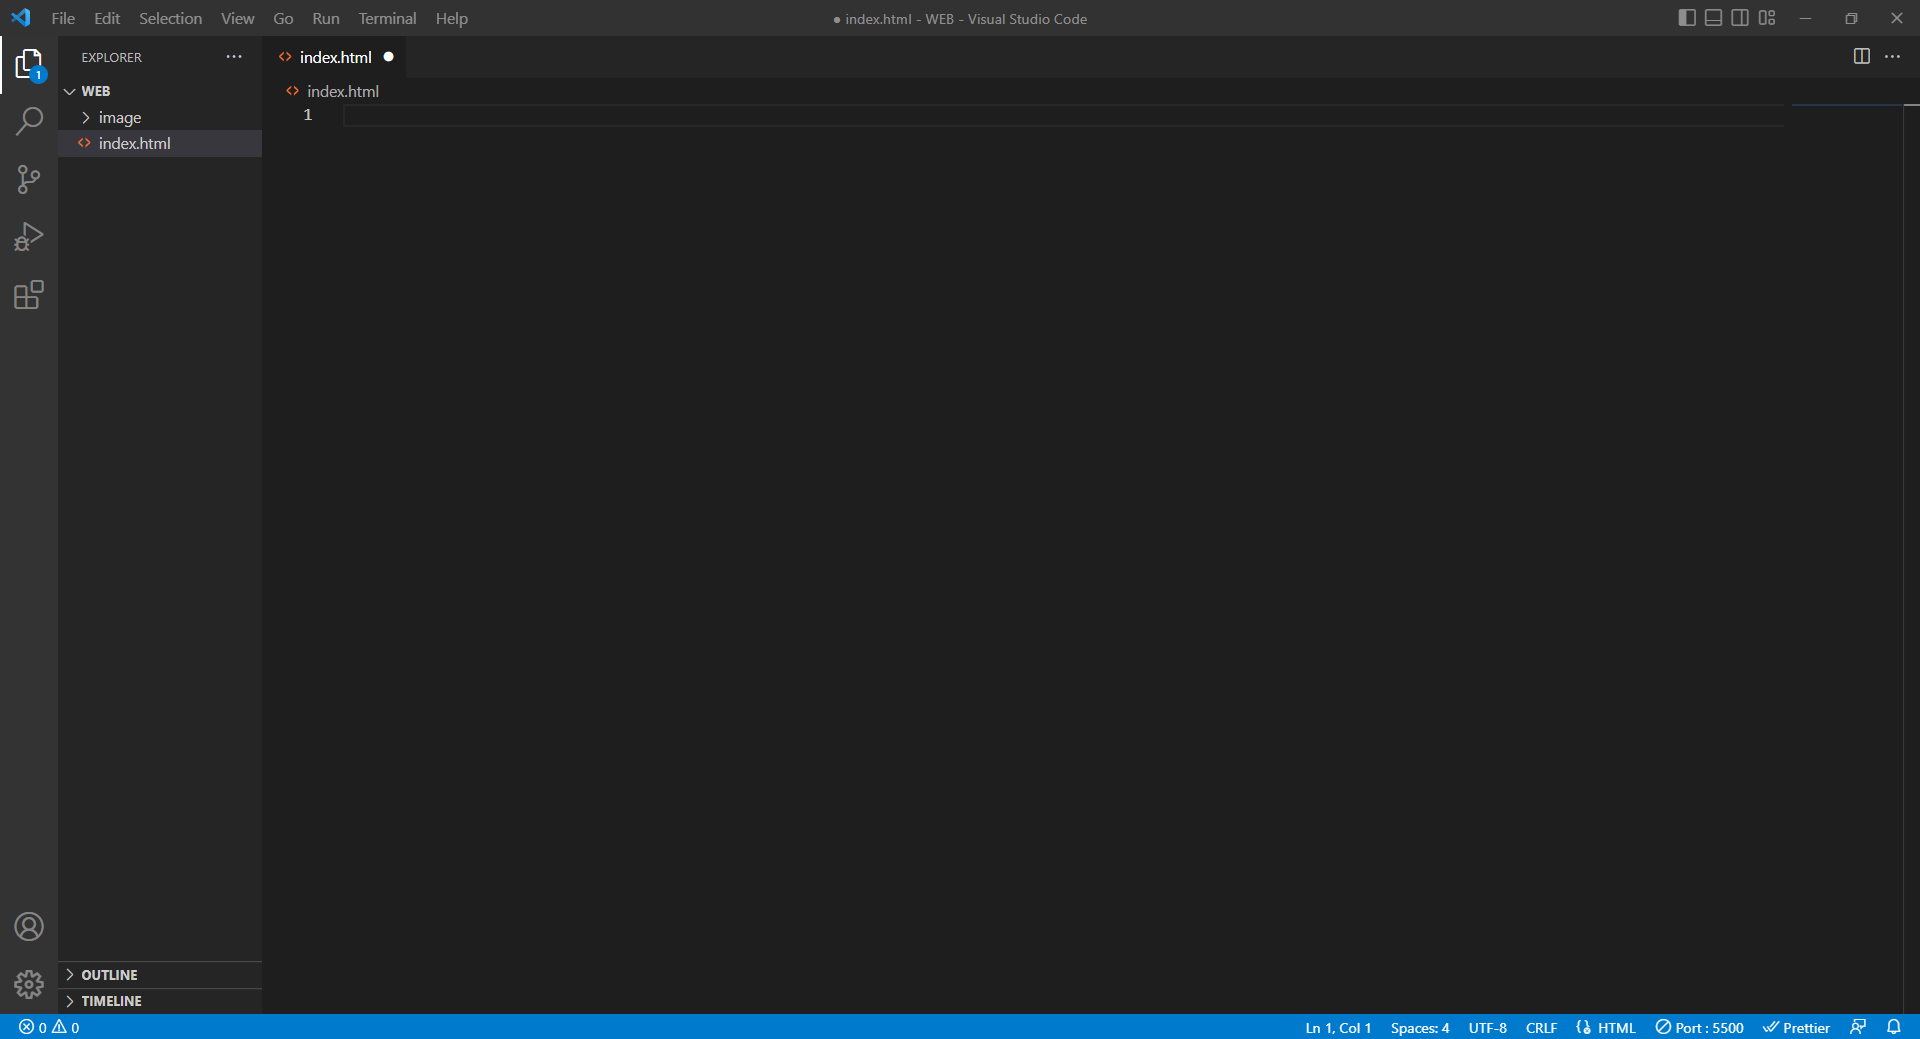 File Edit Selection View Go Run Terminal Help
● index.html - WEB - Visual Studio Code
EXPLORER
index.html
1
WEB
index.html
image
1
index.html
OUTLINE
TIMELINE
0 0
Ln 1, Col 1 Spaces: 4 UTF-8 CRLF HTML Port : 5500 Prettier